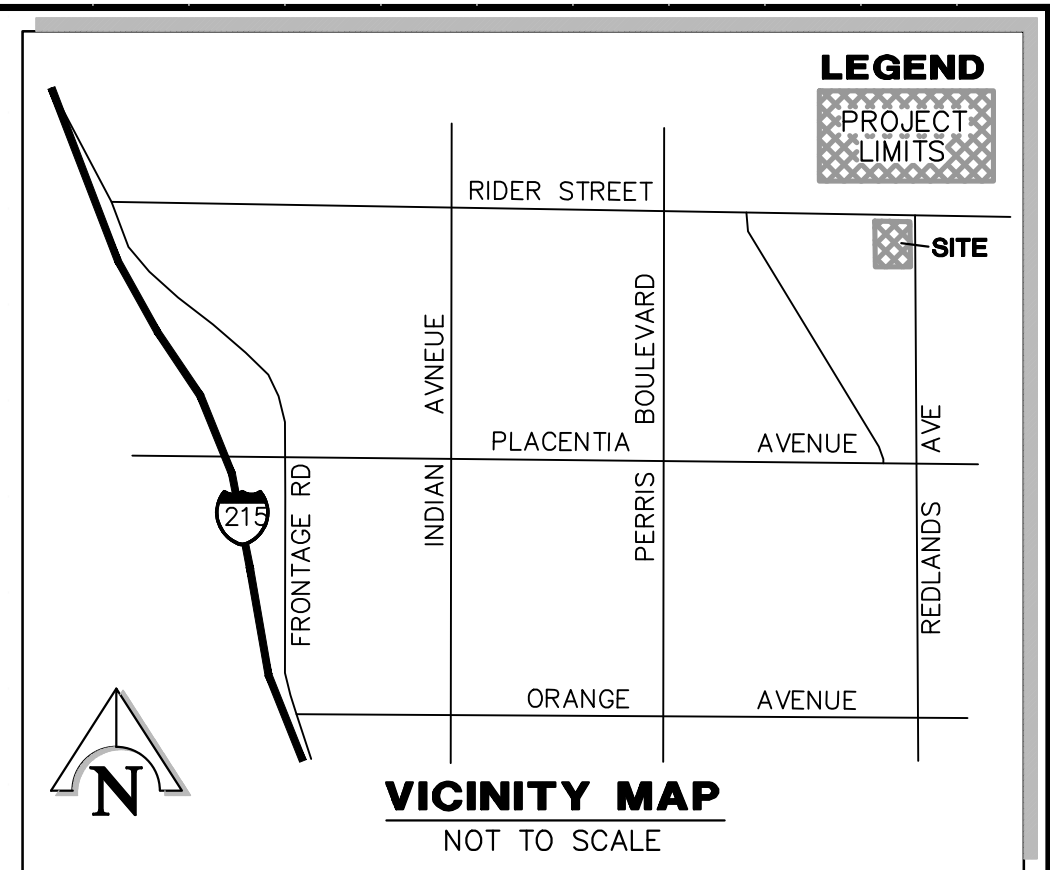 LEGEND
PROJECT
LIMITS
RIDER STREET
SITE
INDIAN AVNEUE
PERRIS BOULEVARD
PLACENTIA AVENUE
REDLANDS AVE
215
FRONTAGE RD
ORANGE AVENUE
N
VICINITY MAP
NOT TO SCALE